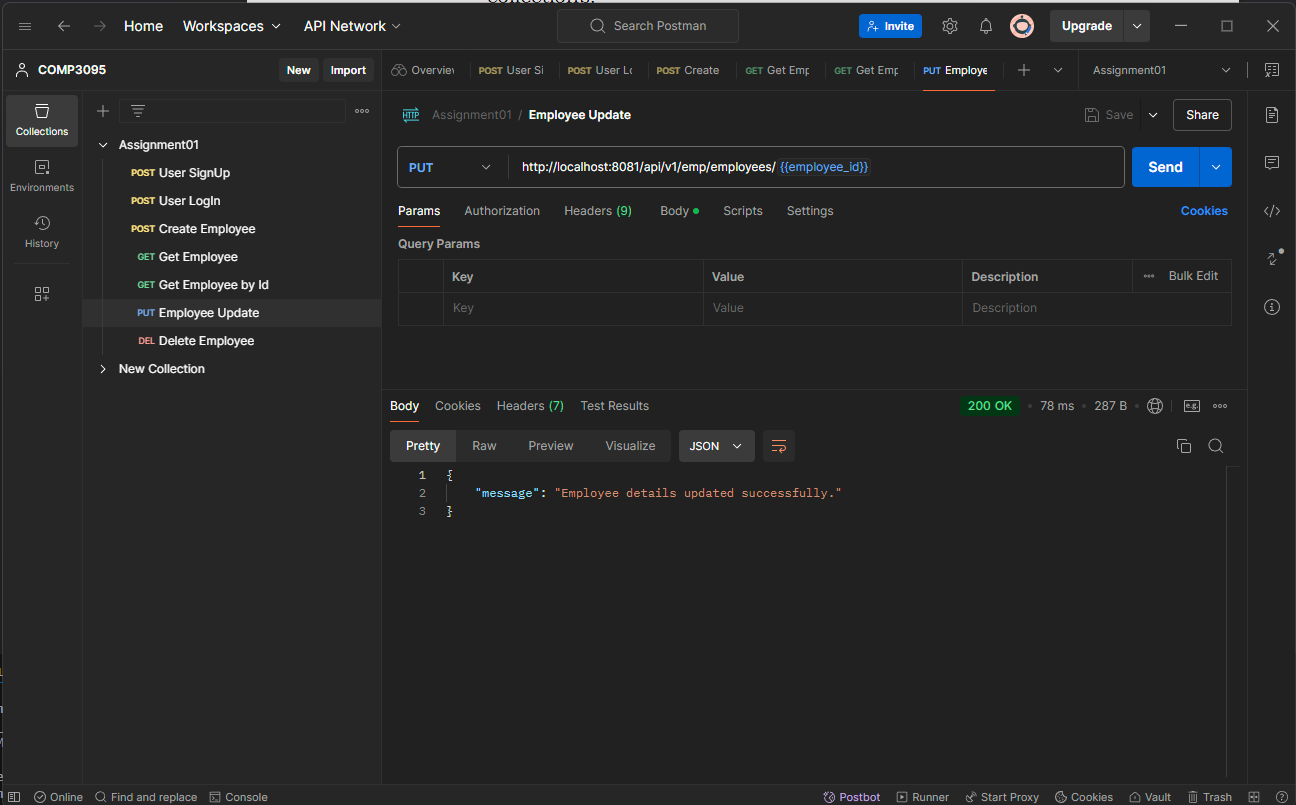 Home Workspaces API Network Search Postman Invite Upgrade
COMP3095 New Import Overview POST User Si POST User Lo POST Create GET Get Emp GET Get Emp PUT Employe Assignment01
Collections
Environments
History
Assignment01
POST User SignUp
POST User LogIn
POST Create Employee
GET Get Employee
GET Get Employee by Id
PUT Employee Update
DEL Delete Employee
New Collection
HTTP Assignment01 / Employee Update Save Share
PUT http://localhost:8081/api/v1/emp/employees/ {{employee_id}} Send
Params Authorization Headers (9) Body Scripts Settings Cookies
Query Params
Key Value Description Bulk Edit
Key Value Description
Body Cookies Headers (7) Test Results 200 OK 78 ms 287 B e.g.
Pretty Raw Preview Visualize JSON
1 {
2 "message": "Employee details updated successfully."
3 }
Online Find and replace Console Postbot Runner Start Proxy Cookies Vault Trash